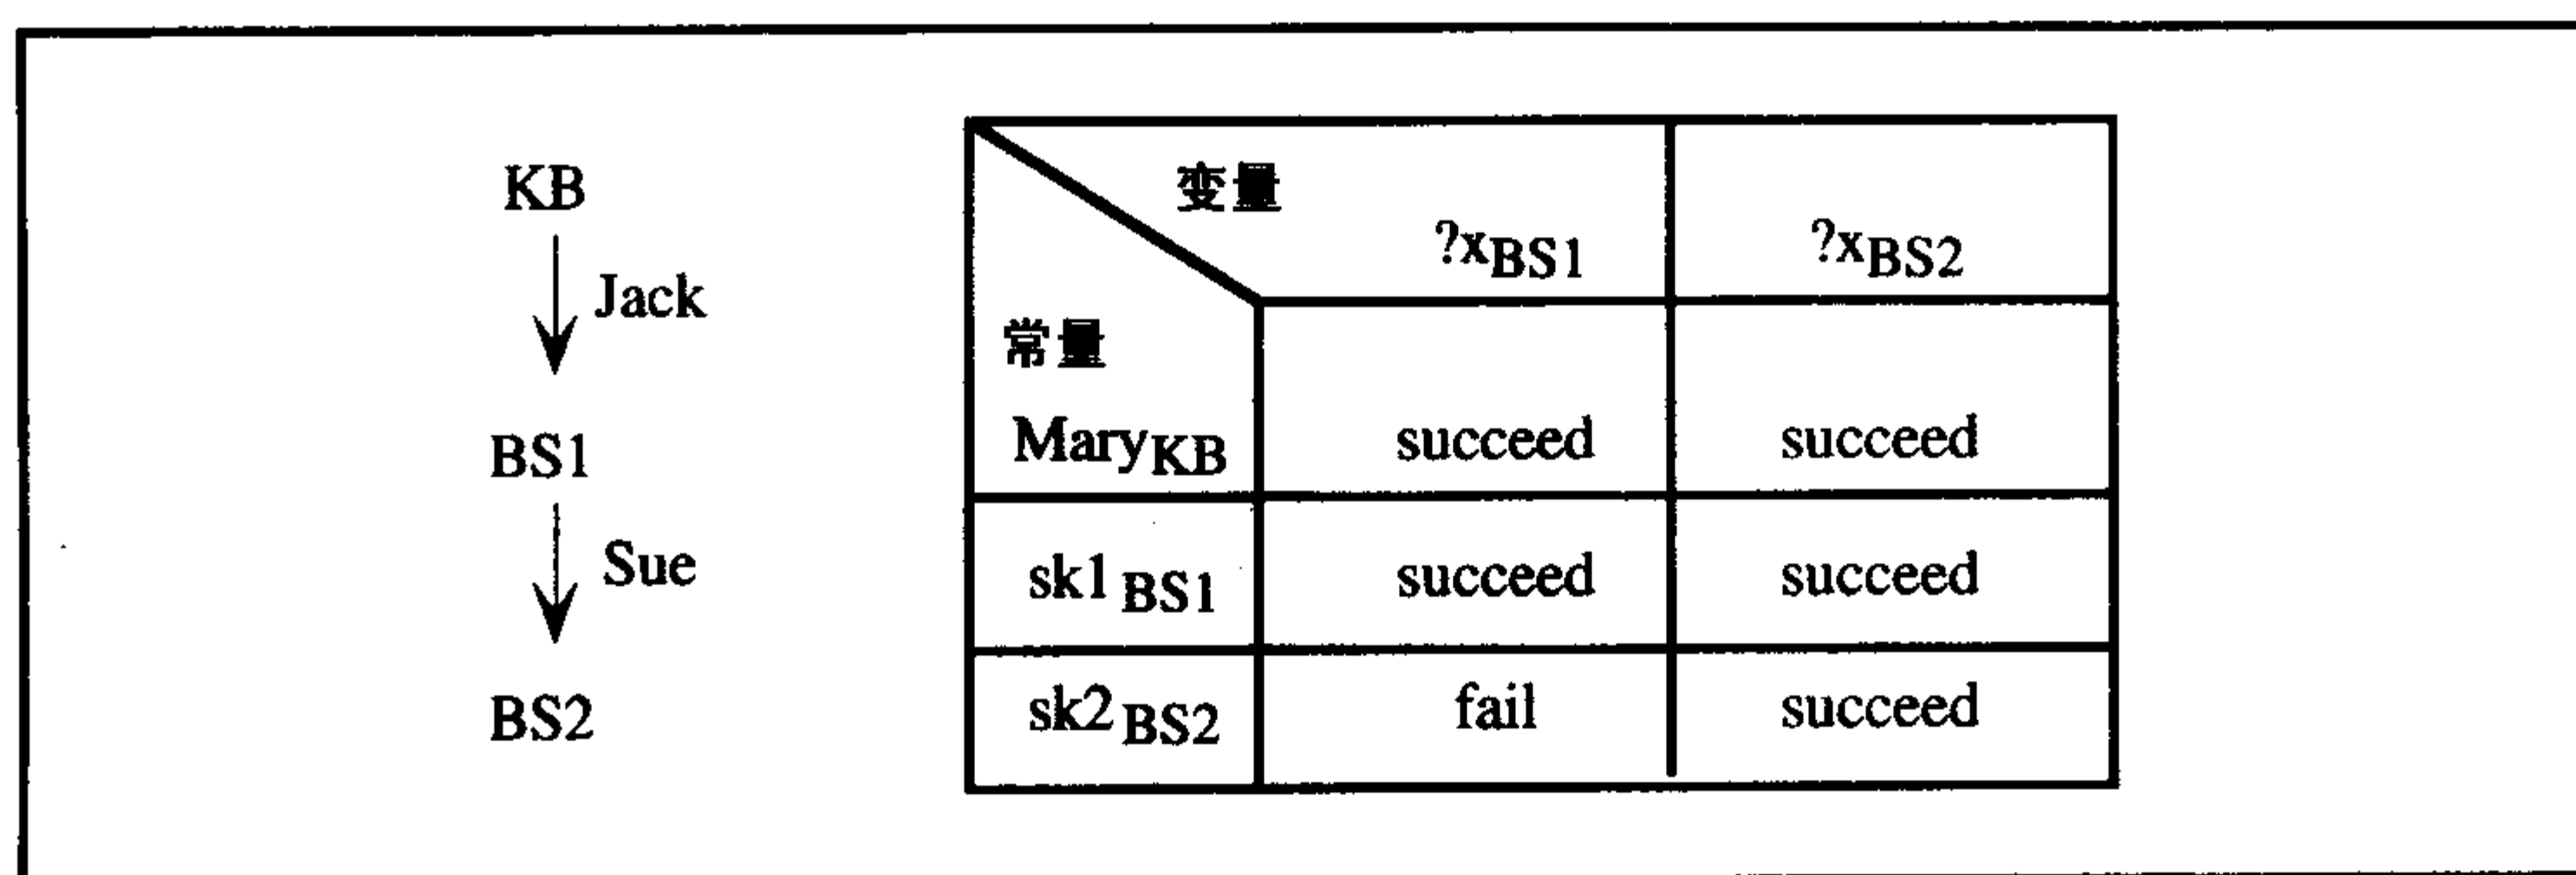 KB
Jack
BS1
Sue
BS2
变量
?xBS1 ?xBS2
常量
MaryKB succeed succeed
sk1BS1 succeed succeed
sk2BS2 fail succeed